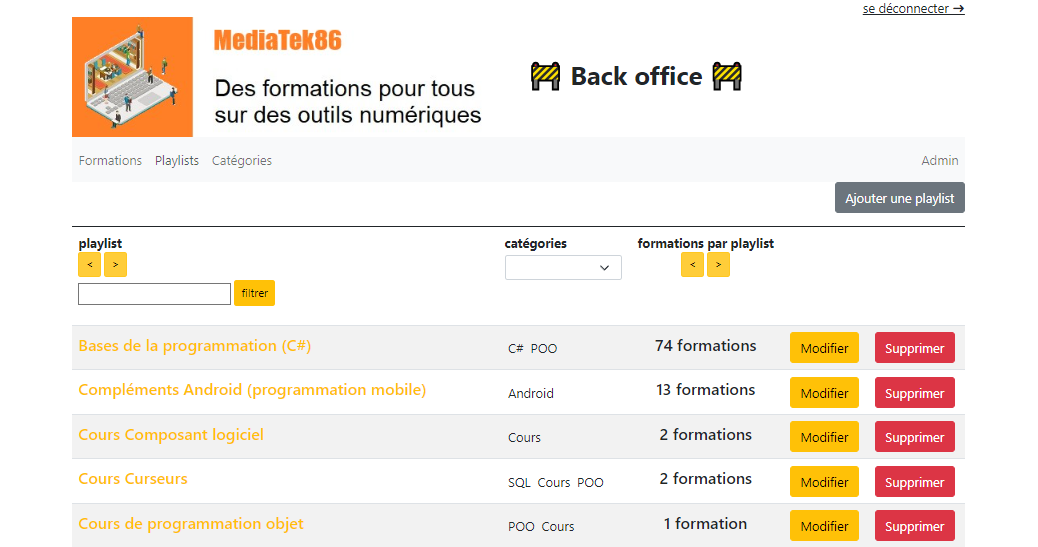 se déconnecter →
MediaTek86
Des formations pour tous
sur des outils numériques
🚧 Back office 🚧
Formations Playlists Catégories Admin
Ajouter une playlist
playlist catégories formations par playlist
< > < >
filtrer
Bases de la programmation (C#) C# POO 74 formations Modifier Supprimer
Compléments Android (programmation mobile) Android 13 formations Modifier Supprimer
Cours Composant logiciel Cours 2 formations Modifier Supprimer
Cours Curseurs SQL Cours POO 2 formations Modifier Supprimer
Cours de programmation objet POO Cours 1 formation Modifier Supprimer